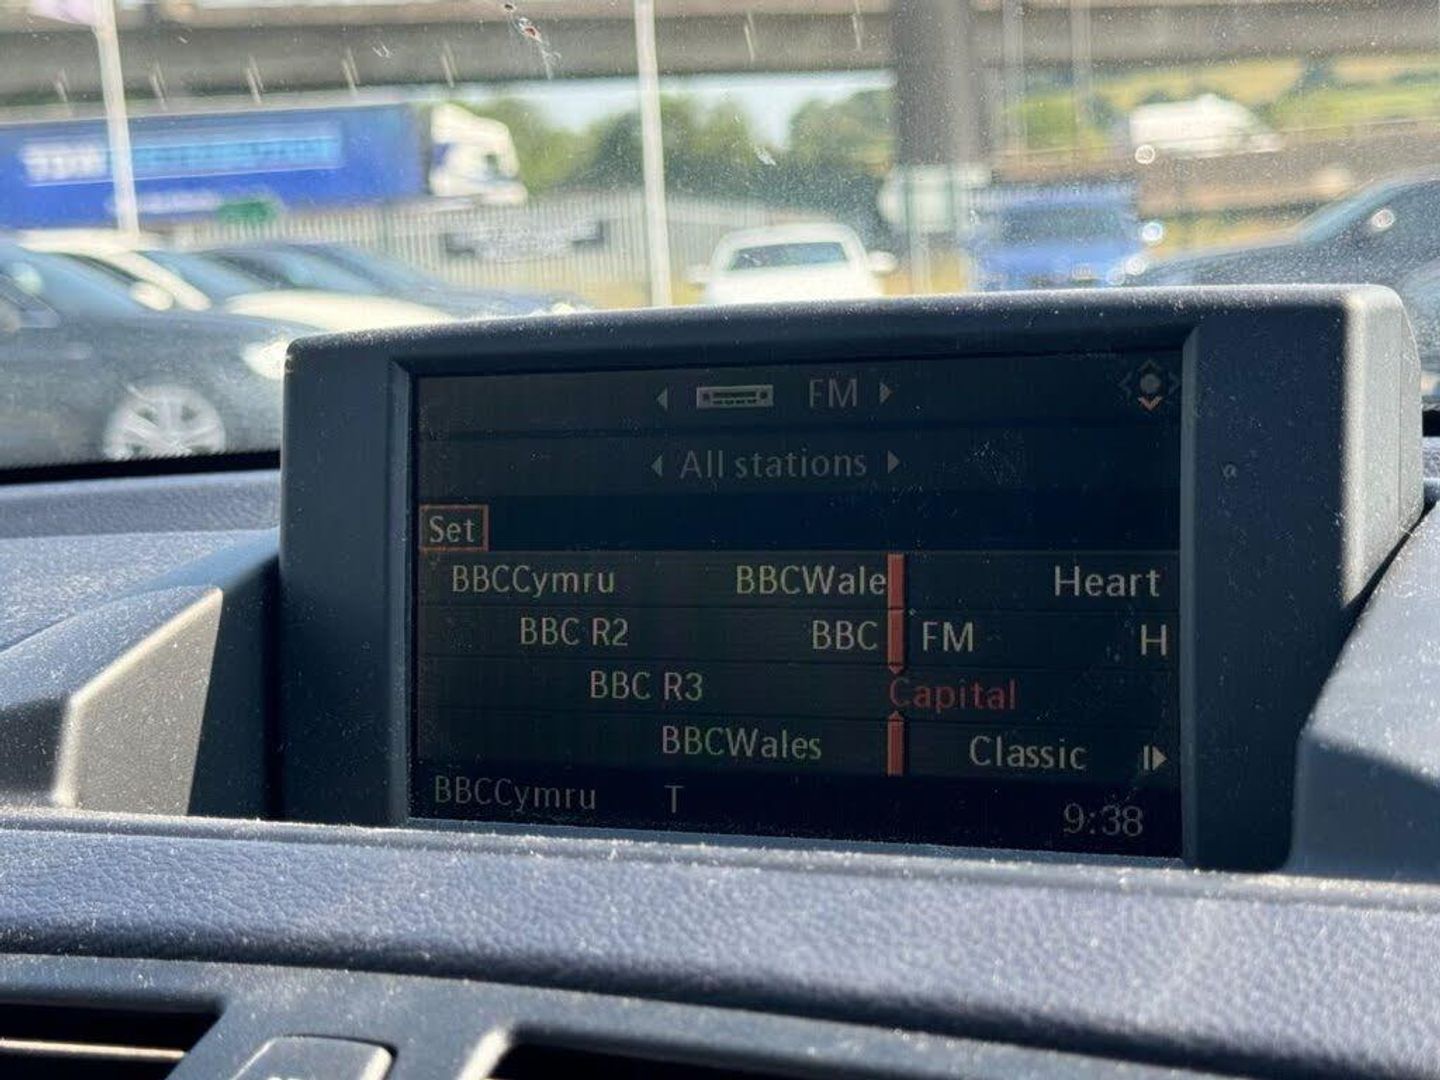 FM
All stations
Set
BBCCymru BBCWale Heart
BBC R2 BBC FM H
BBC R3 Capital
BBCWales Classic
BBCCymru T 9:38